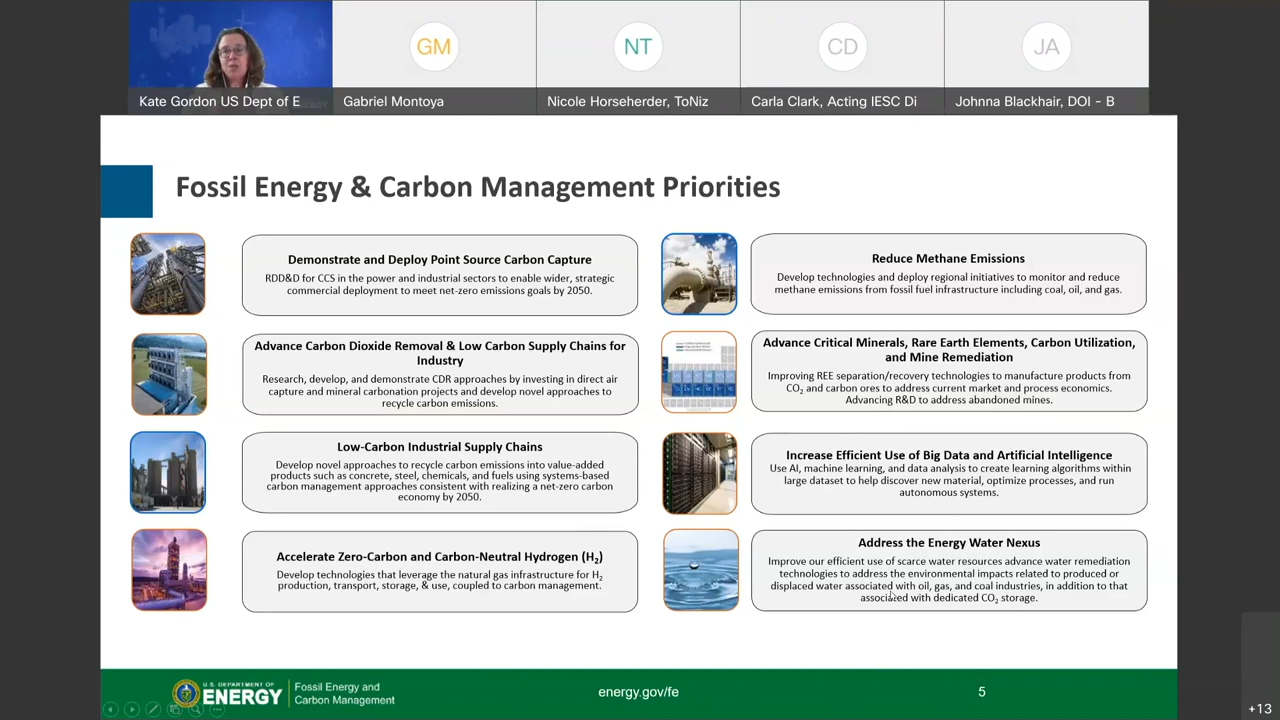 GM
NT
CD
JA
Kate Gordon US Dept of E
Gabriel Montoya
Nicole Horseherder, ToNiz
Carla Clark, Acting IESC Di
Johnna Blackhair, DOI - B
Fossil Energy & Carbon Management Priorities
Demonstrate and Deploy Point Source Carbon Capture
RDD&D for CCS in the power and industrial sectors to enable wider, strategic
commercial deployment to meet net-zero emissions goals by 2050.
Advance Carbon Dioxide Removal & Low Carbon Supply Chains for
Industry
Research, develop, and demonstrate CDR approaches by investing in direct air
capture and mineral carbonation projects and develop novel approaches to
recycle carbon emissions.
Low-Carbon Industrial Supply Chains
Develop novel approaches to recycle carbon emissions into value-added
products such as concrete, steel, chemicals, and fuels using systems-based
carbon management approaches consistent with realizing a net-zero carbon
economy by 2050.
Accelerate Zero-Carbon and Carbon-Neutral Hydrogen (H₂)
Develop technologies that leverage the natural gas infrastructure for H₂
production, transport, storage, & use, coupled to carbon management.
Reduce Methane Emissions
Develop technologies and deploy regional initiatives to monitor and reduce
methane emissions from fossil fuel infrastructure including coal, oil, and gas.
Advance Critical Minerals, Rare Earth Elements, Carbon Utilization,
and Mine Remediation
Improving REE separation/recovery technologies to manufacture products from
CO₂ and carbon ores to address current market and process economics.
Advancing R&D to address abandoned mines.
Increase Efficient Use of Big Data and Artificial Intelligence
Use AI, machine learning, and data analysis to create learning algorithms within
large dataset to help discover new material, optimize processes, and run
autonomous systems.
Address the Energy Water Nexus
Improve our efficient use of scarce water resources advance water remediation
technologies to address the environmental impacts related to produced or
displaced water associated with oil, gas, and coal industries, in addition to that
associated with dedicated CO₂ storage.
U.S. DEPARTMENT OF
ENERGY
Fossil Energy and
Carbon Management
energy.gov/fe
5
+13